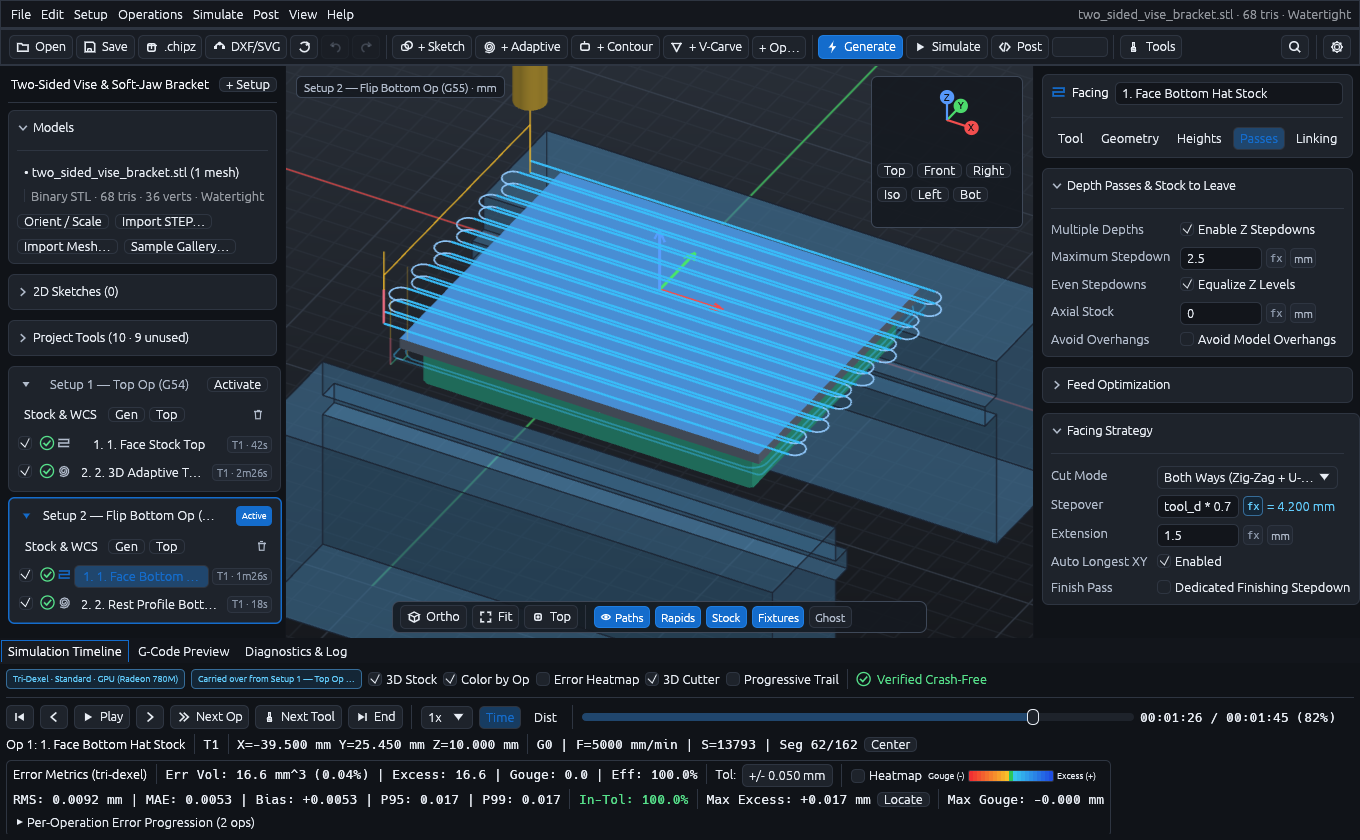 File Edit Setup Operations Simulate Post View Help
two_sided_vise_bracket.stl · 68 tris · Watertight
Open Save .chipz DXF/SVG + Sketch + Adaptive + Contour + V-Carve + Op... Generate Simulate Post Tools
Two-Sided Vise & Soft-Jaw Bracket + Setup
Models
• two_sided_vise_bracket.stl (1 mesh)
Binary STL · 68 tris · 36 verts · Watertight
Orient / Scale Import STEP...
Import Mesh... Sample Gallery...
2D Sketches (0)
Project Tools (10 · 9 unused)
Setup 1 — Top Op (G54) Activate
Stock & WCS Gen Top
1. 1. Face Stock Top T1 · 42s
2. 2. 3D Adaptive T... T1 · 2m26s
Setup 2 — Flip Bottom Op (... Active
Stock & WCS Gen Top
1. 1. Face Bottom ... T1 · 1m26s
2. 2. Rest Profile Bott... T1 · 18s
Setup 2 — Flip Bottom Op (G55) · mm
Z
Y
X
Top Front Right
Iso Left Bot
Ortho Fit Top Paths Rapids Stock Fixtures Ghost
Facing 1. Face Bottom Hat Stock
Tool Geometry Heights Passes Linking
Depth Passes & Stock to Leave
Multiple Depths Enable Z Stepdowns
Maximum Stepdown 2.5 fx mm
Even Stepdowns Equalize Z Levels
Axial Stock 0 fx mm
Avoid Overhangs Avoid Model Overhangs
Feed Optimization
Facing Strategy
Cut Mode Both Ways (Zig-Zag + U-...
Stepover tool_d * 0.7 fx = 4.200 mm
Extension 1.5 fx mm
Auto Longest XY Enabled
Finish Pass Dedicated Finishing Stepdown
Simulation Timeline G-Code Preview Diagnostics & Log
Tri-Dexel · Standard · GPU (Radeon 780M) Carried over from Setup 1 — Top Op ... 3D Stock Color by Op Error Heatmap 3D Cutter Progressive Trail Verified Crash-Free
Play Next Op Next Tool End 1x Time Dist 00:01:26 / 00:01:45 (82%)
Op 1: 1. Face Bottom Hat Stock T1 X=-39.500 mm Y=25.450 mm Z=10.000 mm G0 | F=5000 mm/min | S=13793 | Seg 62/162 Center
Error Metrics (tri-dexel) Err Vol: 16.6 mm^3 (0.04%) | Excess: 16.6 | Gouge: 0.0 | Eff: 100.0% Tol: +/- 0.050 mm Heatmap Gouge (-) Excess (+)
RMS: 0.0092 mm | MAE: 0.0053 | Bias: +0.0053 | P95: 0.017 | P99: 0.017 In-Tol: 100.0% Max Excess: +0.017 mm Locate Max Gouge: -0.000 mm
Per-Operation Error Progression (2 ops)